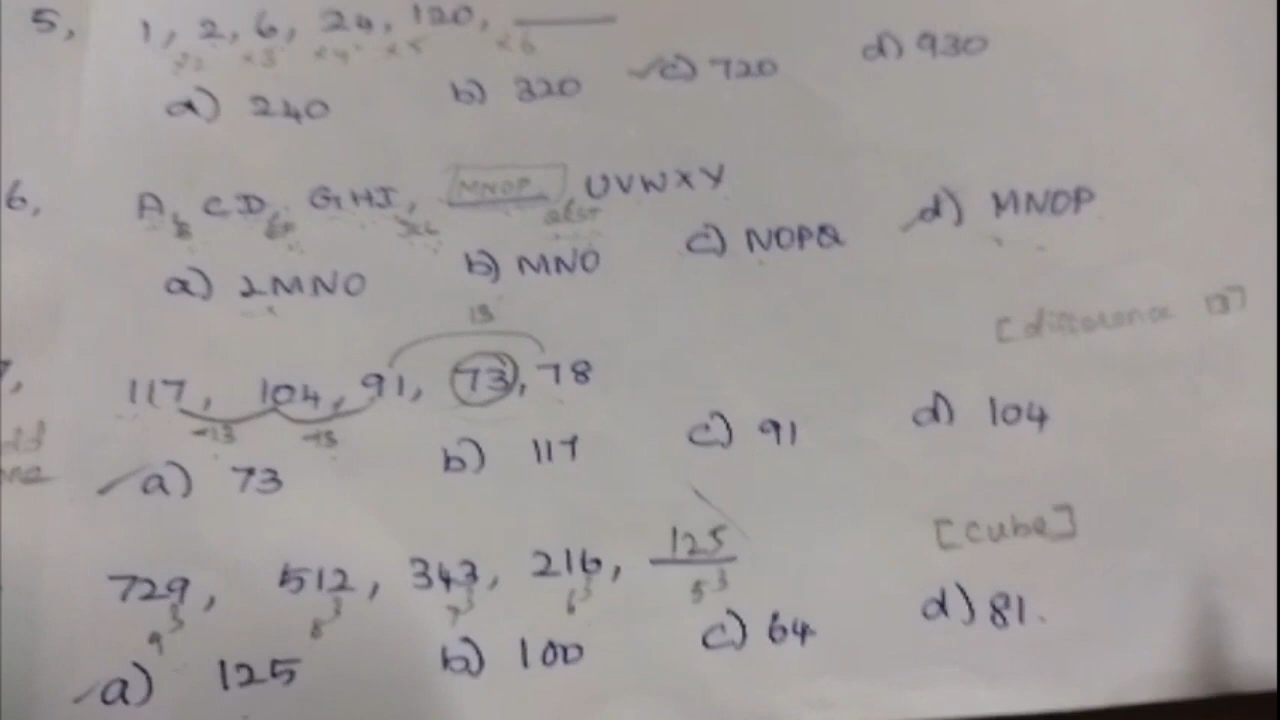 5, 1, 2, 6, 24, 120, ____
×3 ×4 ×5 ×6
a) 240 b) 320 c) 720 d) 930
6, A, CD, GHI, MNOP, UVWXY
B
a) LMNO b) MNO c) NOPQ d) MNOP
13
[difference 13]
117, 104, 91, 73, 78
-13 -13
a) 73 b) 117 c) 91 d) 104
[cube]
729, 512, 343, 216, 125
9³ 8³ 7³ 6³ 5³
a) 125 b) 100 c) 64 d) 81.